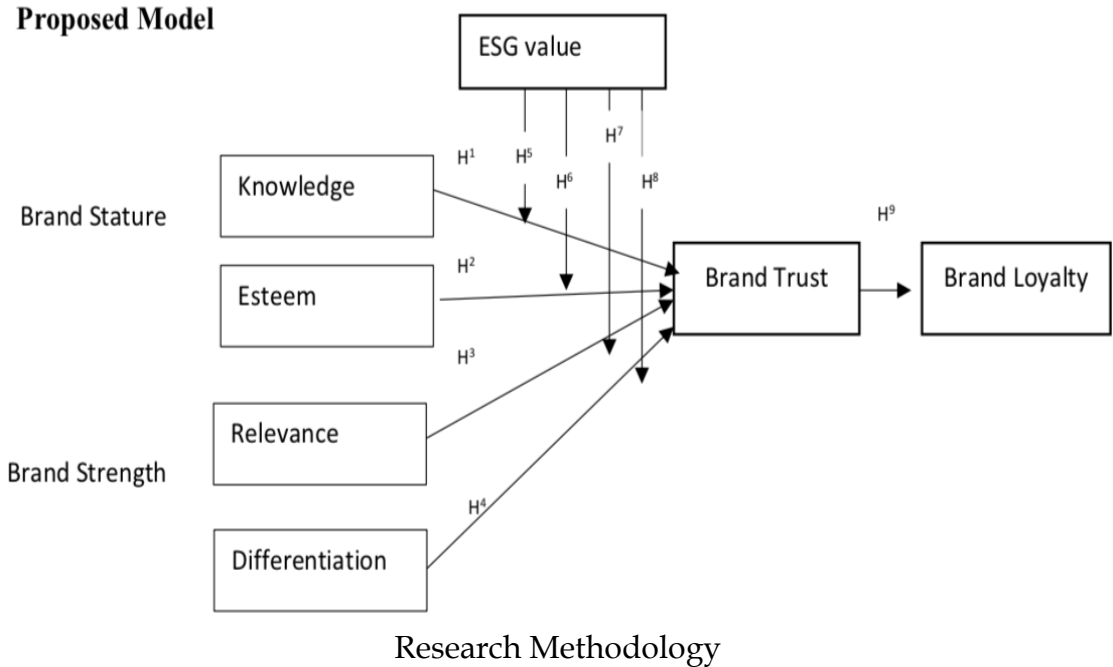 Proposed Model
ESG value
H¹
H⁵
H⁶
H⁷
H⁸
Knowledge
Brand Stature
H²
Esteem
H³
Relevance
Brand Strength
H⁴
Differentiation
Brand Trust
H⁹
Brand Loyalty
Research Methodology